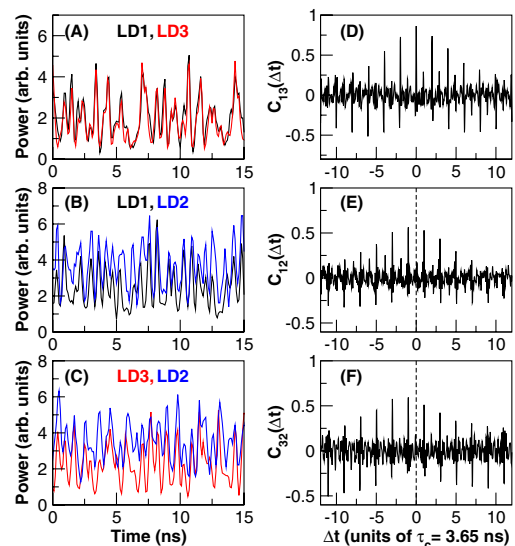 (A) LD1, LD3
Power (arb. units)
6
4
2
0
0 5 10 15
(D)
C13(Δt)
1
0.5
0
-0.5
-10 -5 0 5 10
(B) LD1, LD2
Power (arb. units)
8
6
4
2
0
0 5 10 15
(E)
C12(Δt)
1
0.5
0
-0.5
-10 -5 0 5 10
(C) LD3, LD2
Power (arb. units)
8
6
4
2
0
0 5 10 15
Time (ns)
(F)
C32(Δt)
1
0.5
0
0.5
-10 -5 0 5 10
Δt (units of τc= 3.65 ns)